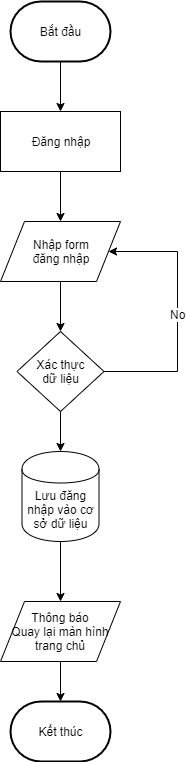 Bắt đầu
Đăng nhập
Nhập form
đăng nhập
No
Xác thực
dữ liệu
Lưu đăng
nhập vào cơ
sở dữ liệu
Thông báo
Quay lại màn hình
trang chủ
Kết thúc